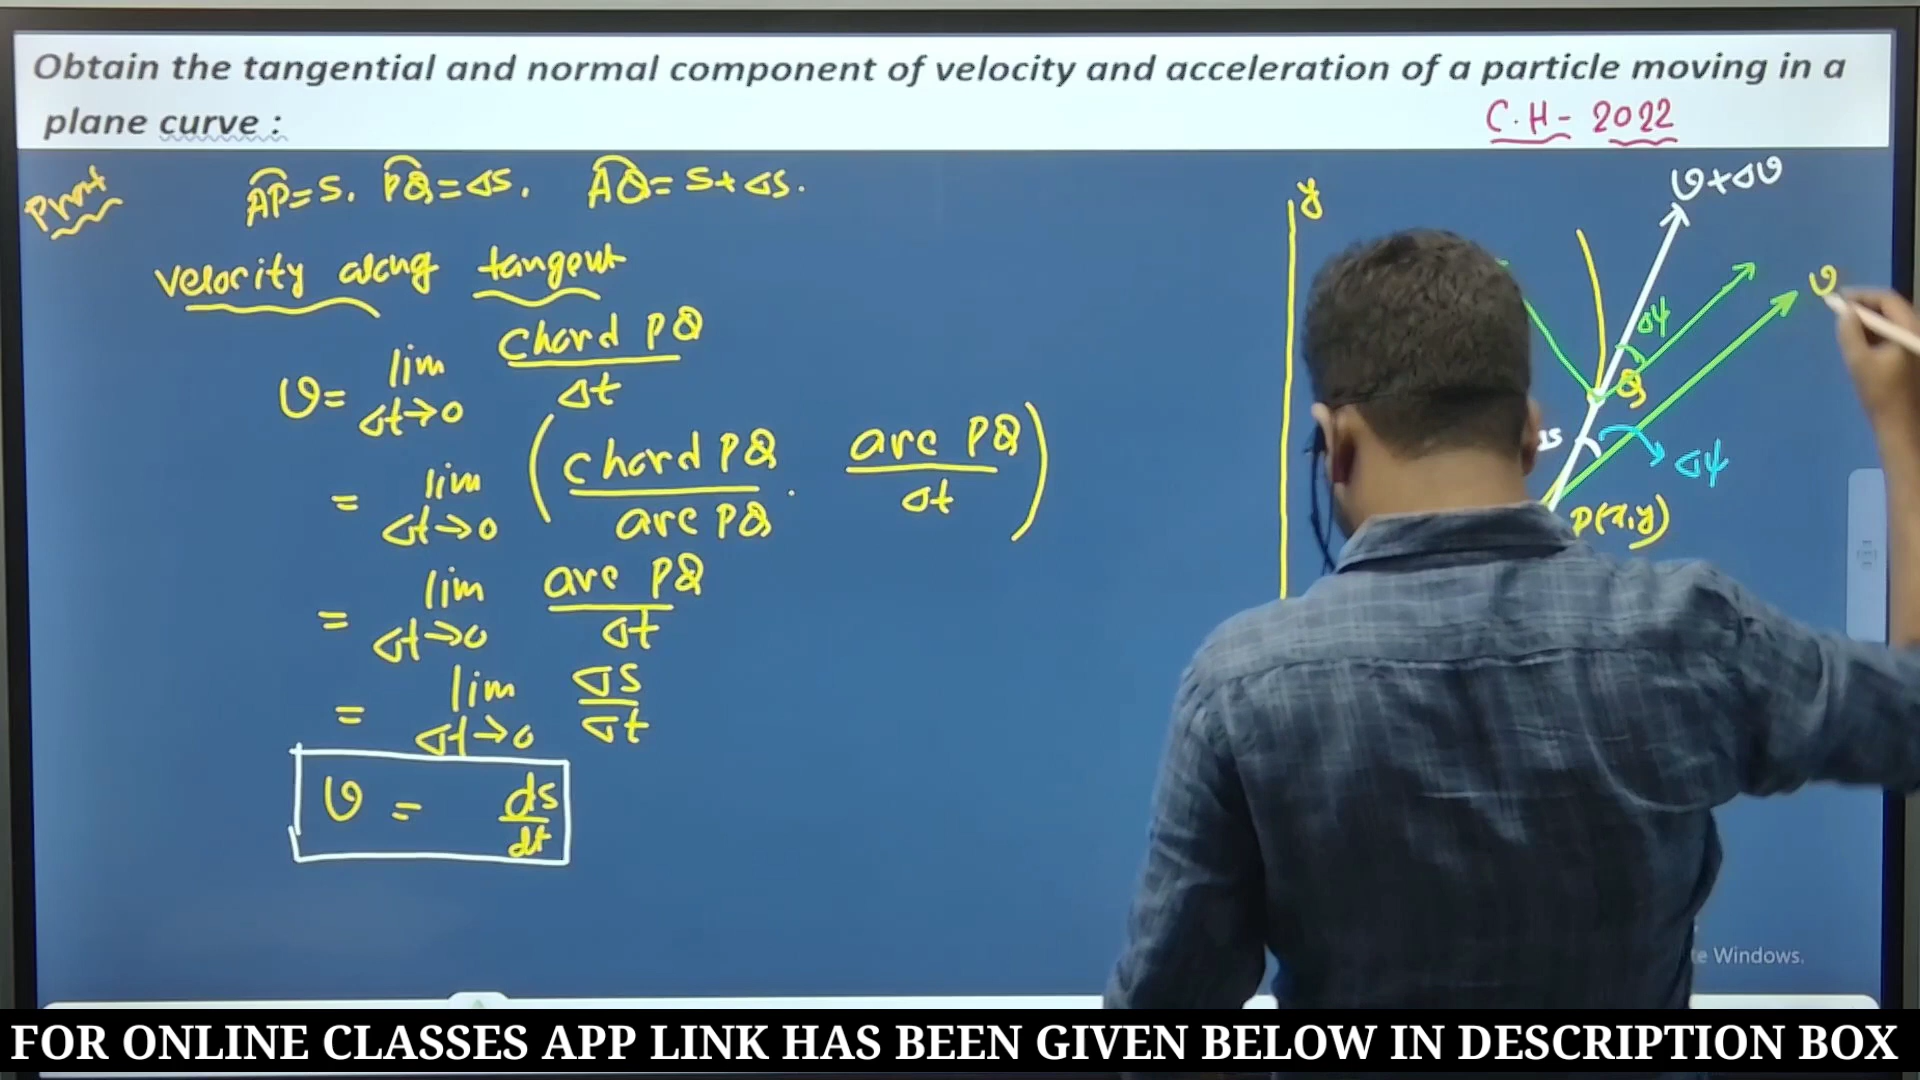 Obtain the tangential and normal component of velocity and acceleration of a particle moving in a
plane curve :
C.H- 2022
Proof
AP=S. PQ=ΔS. AQ=S+ΔS.
velocity along tangent
v= lim Δt→0 chord PQ / Δt
= lim Δt→0 ( chord PQ / arc PQ . arc PQ / Δt )
= lim Δt→0 arc PQ / Δt
= lim Δt→0 Δs / Δt
v = ds / dt
y
v+Δv
v
Δψ
Q
Δψ
P(x,y)
Windows.
FOR ONLINE CLASSES APP LINK HAS BEEN GIVEN BELOW IN DESCRIPTION BOX